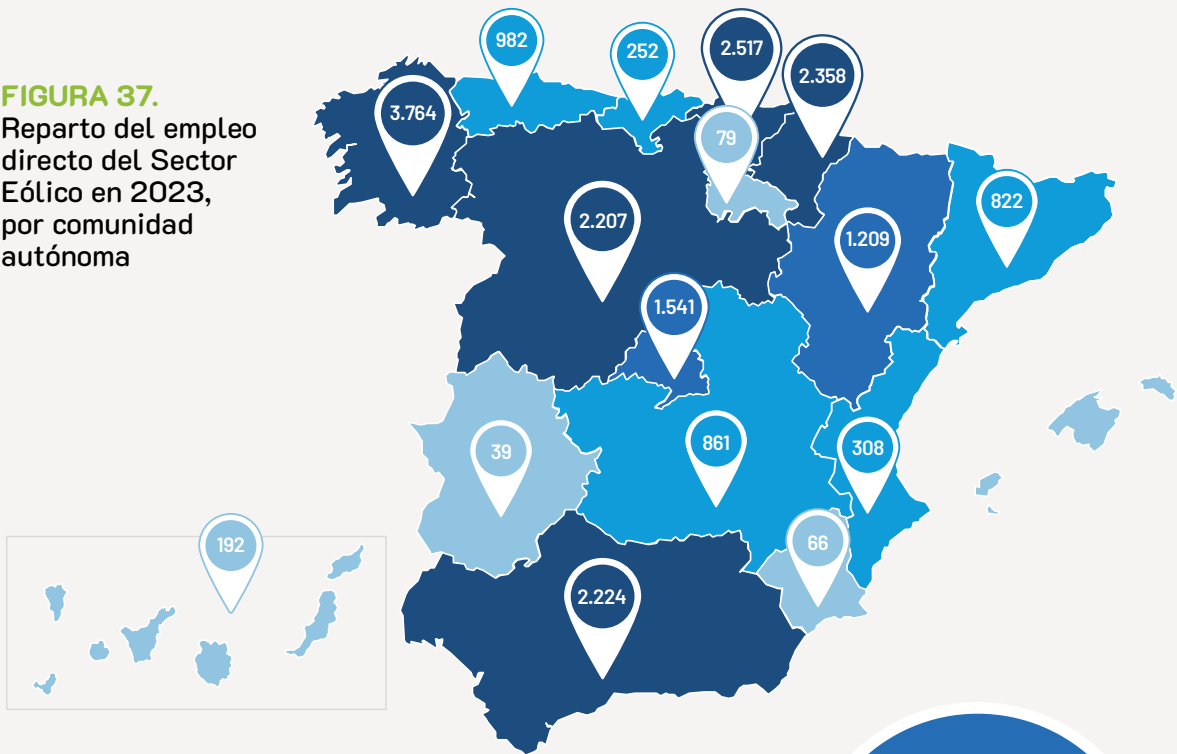 FIGURA 37.
Reparto del empleo
directo del Sector
Eólico en 2023,
por comunidad
autónoma
982
252
2.517
2.358
3.764
79
822
2.207
1.209
1.541
861
308
39
66
192
2.224